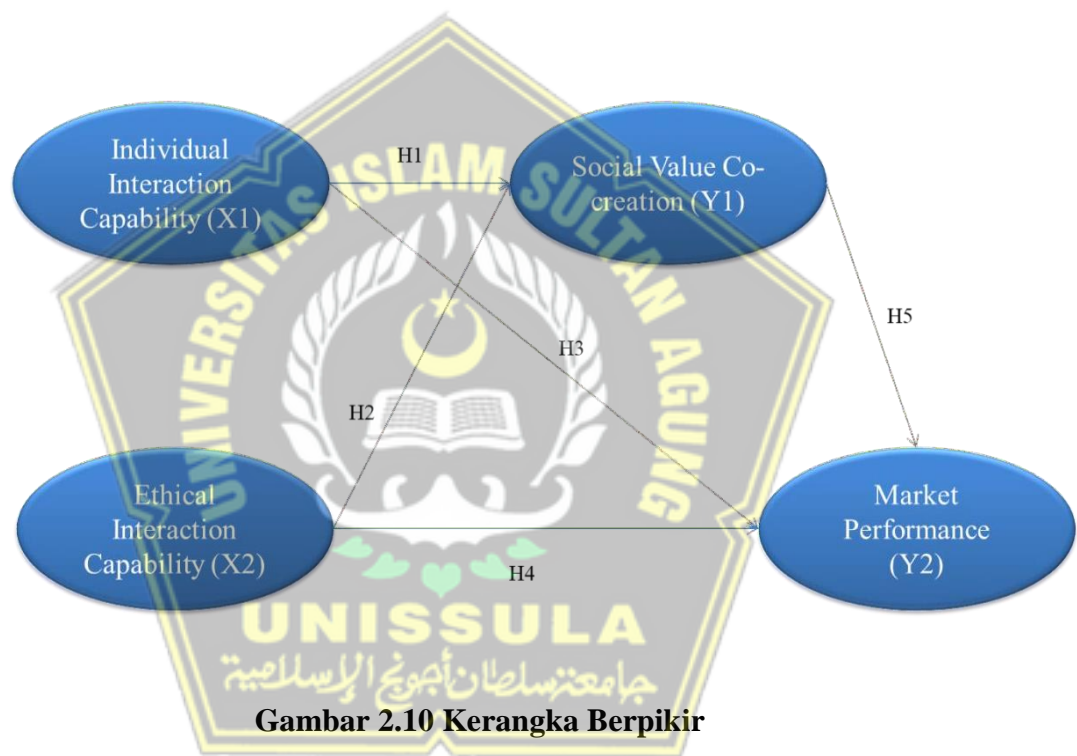 Individual
Interaction
Capability (X1)
H1
Social Value Co-
creation (Y1)
UNIVERSITAS ISLAM SULTAN AGUNG
H5
H3
H2
Ethical
Interaction
Capability (X2)
Market
Performance
(Y2)
H4
UNISSULA
جامعة سلطان أجونج الإسلامية
Gambar 2.10 Kerangka Berpikir